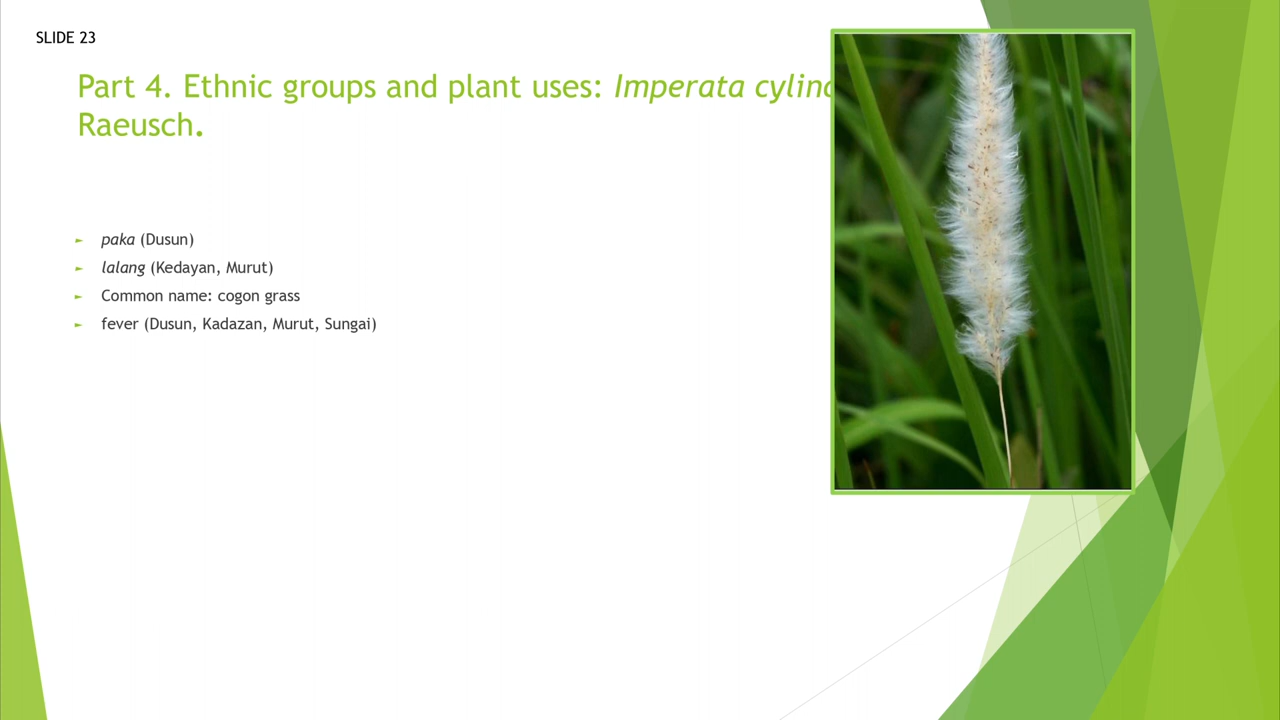 SLIDE 23
Part 4. Ethnic groups and plant uses: Imperata
Raeusch.
► paka (Dusun)
► lalang (Kedayan, Murut)
► Common name: cogon grass
► fever (Dusun, Kadazan, Murut, Sungai)